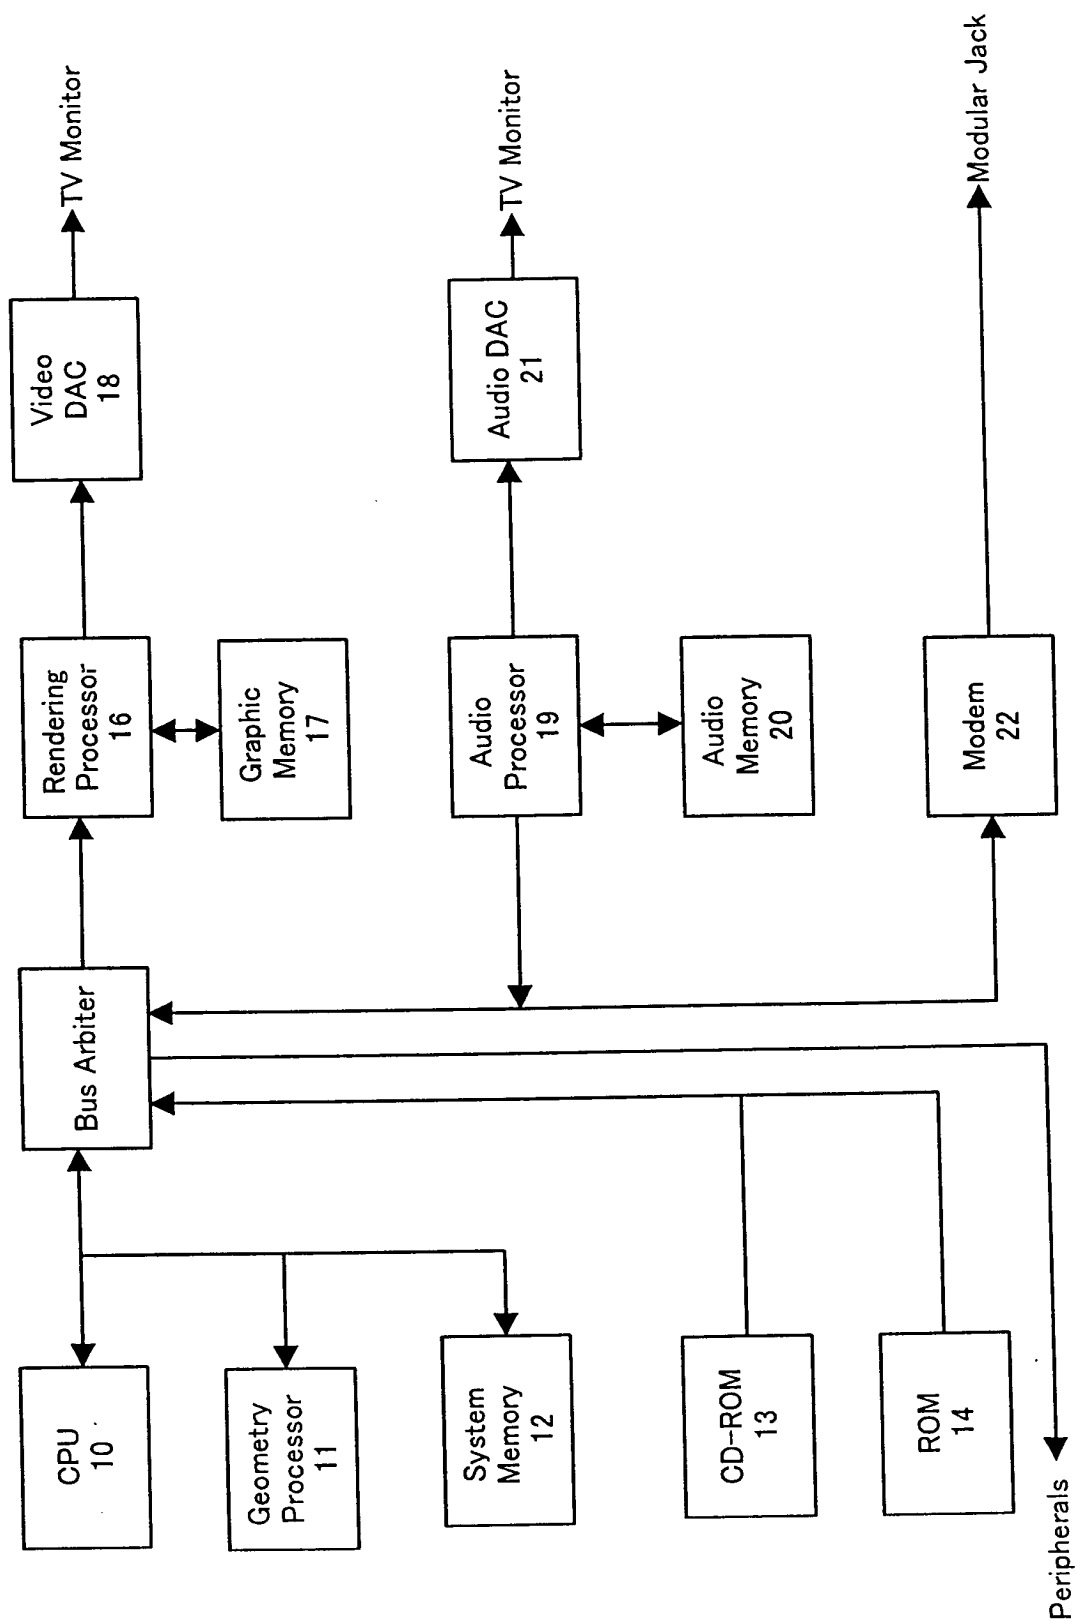 CPU
10
Geometry
Processor
11
System
Memory
12
CD-ROM
13
ROM
14
Peripherals
Bus Arbiter
Rendering
Processor
16
Graphic
Memory
17
Audio
Processor
19
Audio
Memory
20
Modem
22
Video
DAC
18
Audio DAC
21
TV Monitor
TV Monitor
Modular Jack